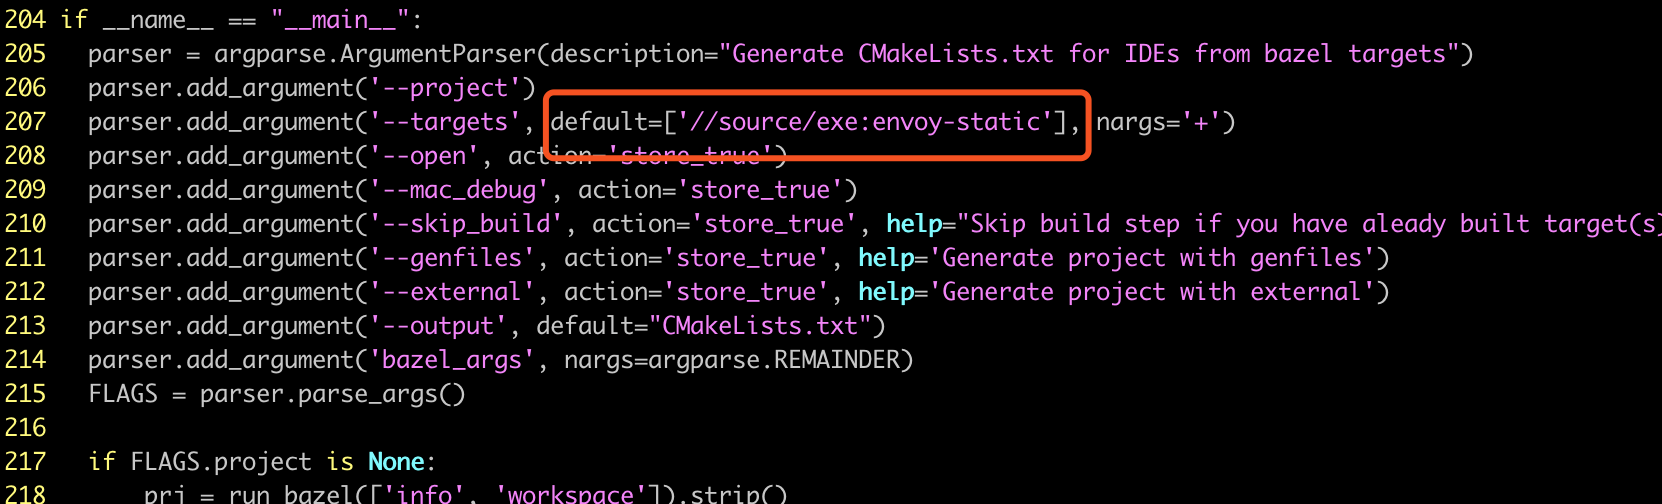 204 if __name__ == "__main__":
205   parser = argparse.ArgumentParser(description="Generate CMakeLists.txt for IDEs from bazel targets")
206   parser.add_argument('--project')
207   parser.add_argument('--targets', default=['//source/exe:envoy-static'], nargs='+')
208   parser.add_argument('--open', action='store_true')
209   parser.add_argument('--mac_debug', action='store_true')
210   parser.add_argument('--skip_build', action='store_true', help="Skip build step if you have aleady built target(s)
211   parser.add_argument('--genfiles', action='store_true', help='Generate project with genfiles')
212   parser.add_argument('--external', action='store_true', help='Generate project with external')
213   parser.add_argument('--output', default="CMakeLists.txt")
214   parser.add_argument('bazel_args', nargs=argparse.REMAINDER)
215   FLAGS = parser.parse_args()
216
217   if FLAGS.project is None:
218       prj = run_bazel(['info', 'workspace']).strip()